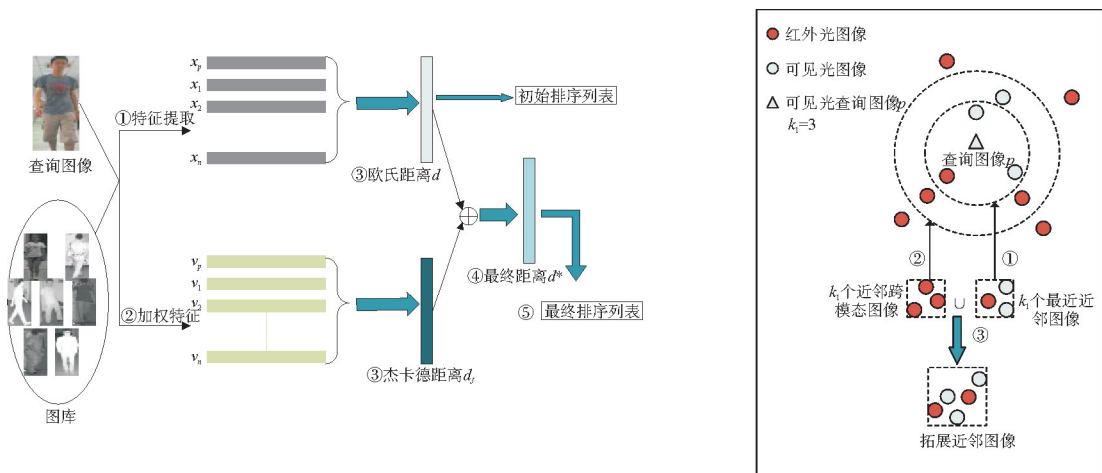 查询图像
图库
①特征提取
②加权特征
x_p
x_1
x_2
x_n
③欧氏距离d
初始排序列表
v_p
v_1
v_2
v_n
③杰卡德距离d_J
④最终距离d*
⑤ 最终排序列表
红外光图像
可见光图像
可见光查询图像p
k_1=3
查询图像p
②
①
k_1个近邻跨
模态图像
∪
k_1个最近近
邻图像
③
拓展近邻图像